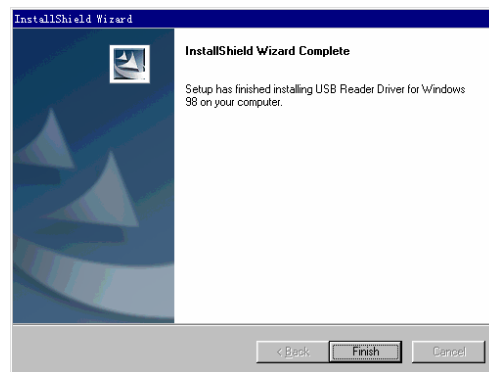 InstallShield Wizard
InstallShield Wizard Complete
Setup has finished installing USB Reader Driver for Windows
98 on your computer.
< Back
Finish
Cancel